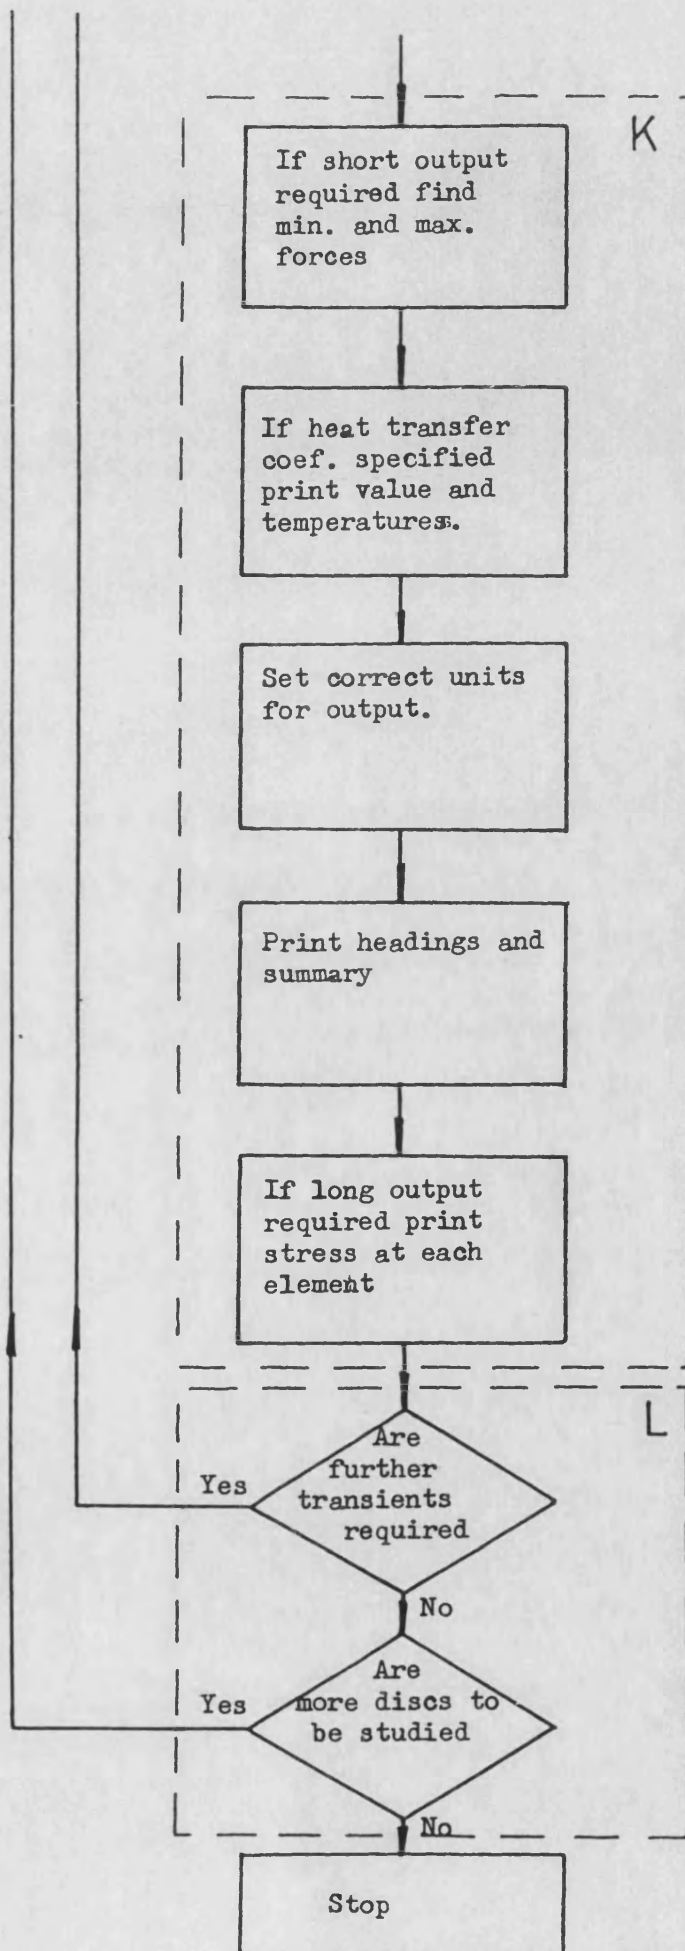 K
If short output
required find
min. and max.
forces
If heat transfer
coef. specified
print value and
temperatures.
Set correct units
for output.
Print headings and
summary
If long output
required print
stress at each
element
L
Are
further
transients
required
Yes
No
Are
more discs to
be studied
Yes
No
Stop